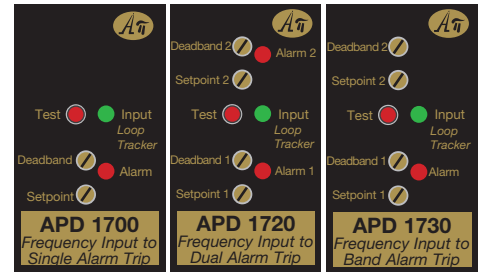 Aπ
Test
Input
Loop
Tracker
Deadband
Alarm
Setpoint
APD 1700
Frequency Input to
Single Alarm Trip
Aπ
Deadband 2
Alarm 2
Setpoint 2
Test
Input
Loop
Tracker
Deadband 1
Alarm 1
Setpoint 1
APD 1720
Frequency Input to
Dual Alarm Trip
Aπ
Deadband 2
Setpoint 2
Test
Input
Loop
Tracker
Deadband 1
Alarm
Setpoint 1
APD 1730
Frequency Input to
Band Alarm Trip